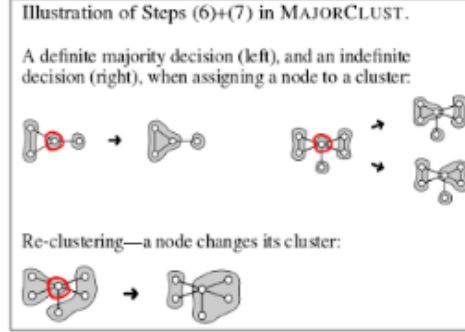 Illustration of Steps (6)+(7) in MAJORCLUST.
A definite majority decision (left), and an indefinite
decision (right), when assigning a node to a cluster:
Re-clustering—a node changes its cluster: